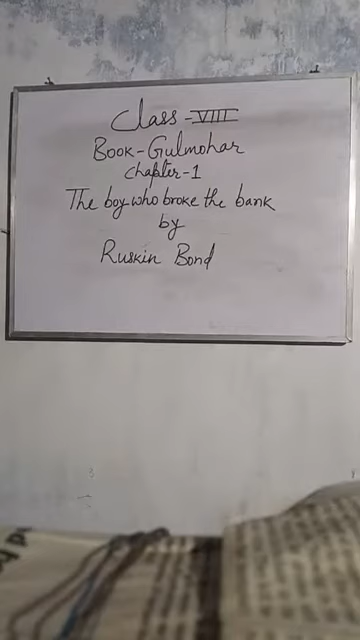 Class-VIII
Book-Gulmohar
Chapter-1
The boy who broke the bank
by
Ruskin Bond